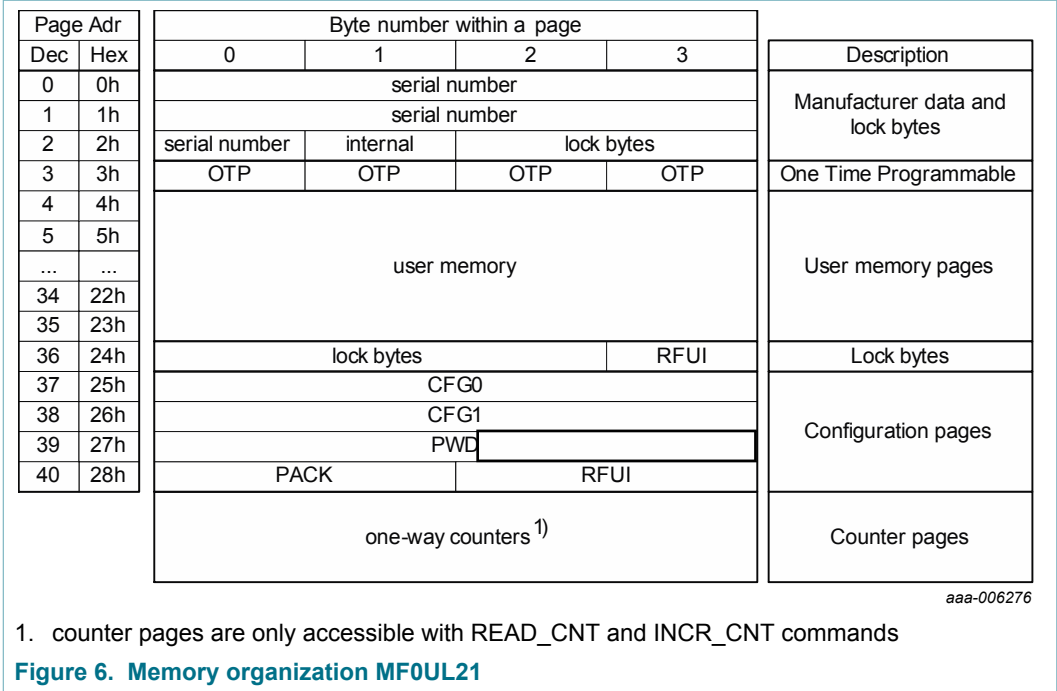 Page Adr Byte number within a page
Dec Hex 0 1 2 3 Description
0 0h serial number
1 1h serial number
Manufacturer data and
lock bytes
2 2h serial number internal lock bytes
3 3h OTP OTP OTP OTP One Time Programmable
4 4h
5 5h
... ... user memory User memory pages
34 22h
35 23h
36 24h lock bytes RFUI Lock bytes
37 25h CFG0
38 26h CFG1
Configuration pages
39 27h PWD
40 28h PACK RFUI
one-way counters 1) Counter pages
aaa-006276
1. counter pages are only accessible with READ_CNT and INCR_CNT commands
Figure 6. Memory organization MF0UL21